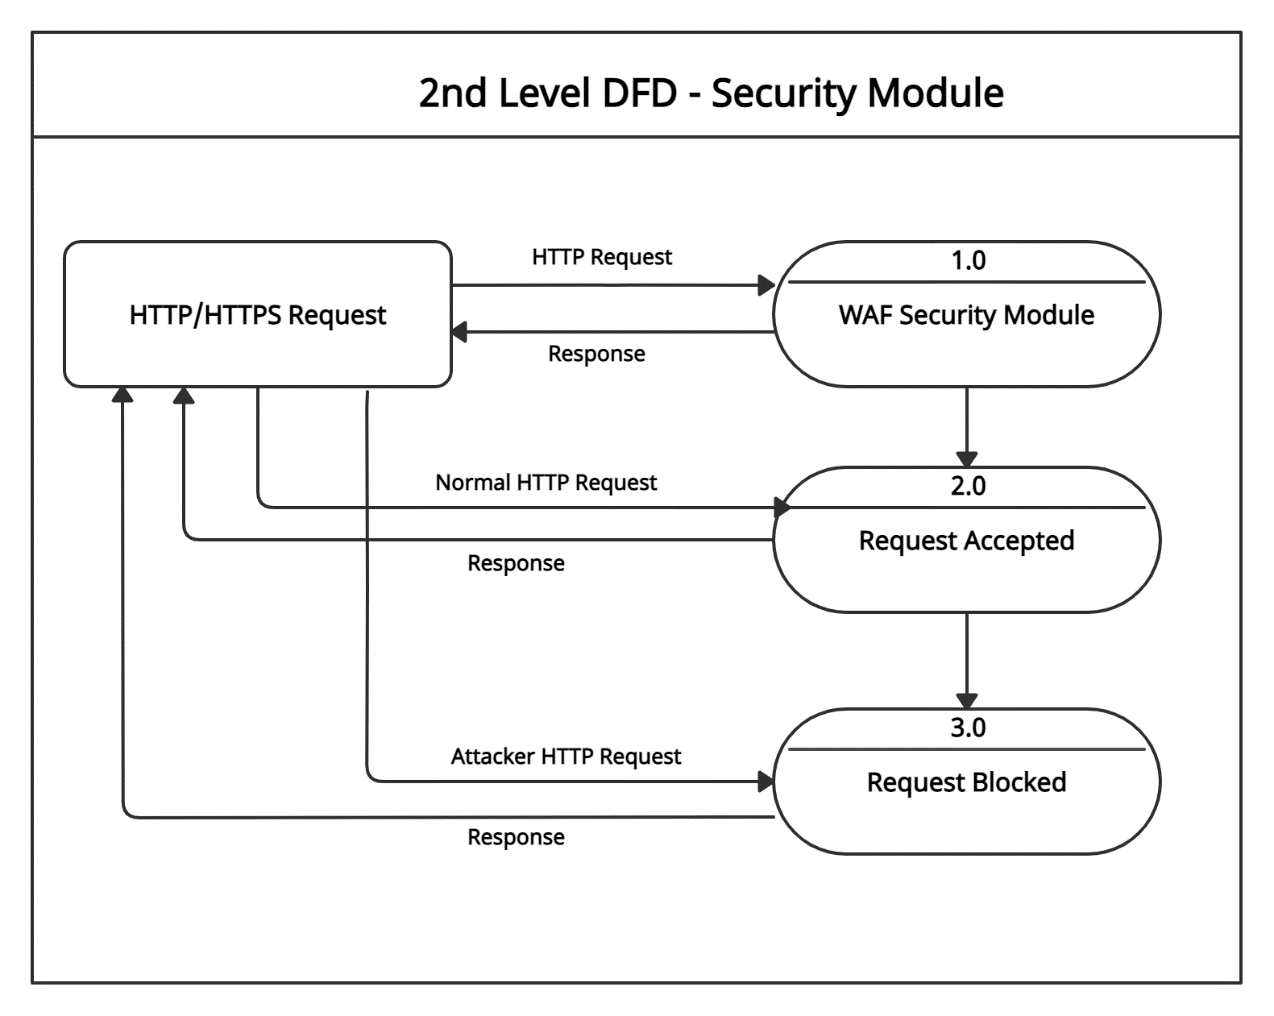 2nd Level DFD - Security Module
HTTP/HTTPS Request
HTTP Request
Response
1.0
WAF Security Module
Normal HTTP Request
Response
2.0
Request Accepted
Attacker HTTP Request
Response
3.0
Request Blocked